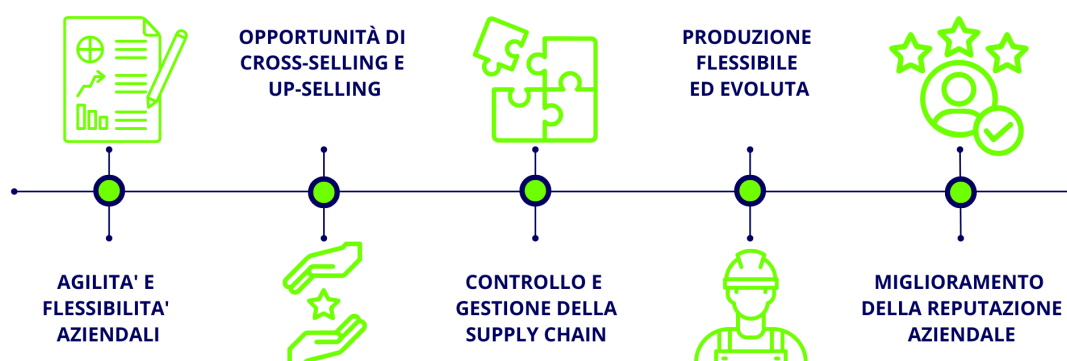 OPPORTUNITÀ DI
CROSS-SELLING E
UP-SELLING
PRODUZIONE
FLESSIBILE
ED EVOLUTA
AGILITA' E
FLESSIBILITA'
AZIENDALI
CONTROLLO E
GESTIONE DELLA
SUPPLY CHAIN
MIGLIORAMENTO
DELLA REPUTAZIONE
AZIENDALE